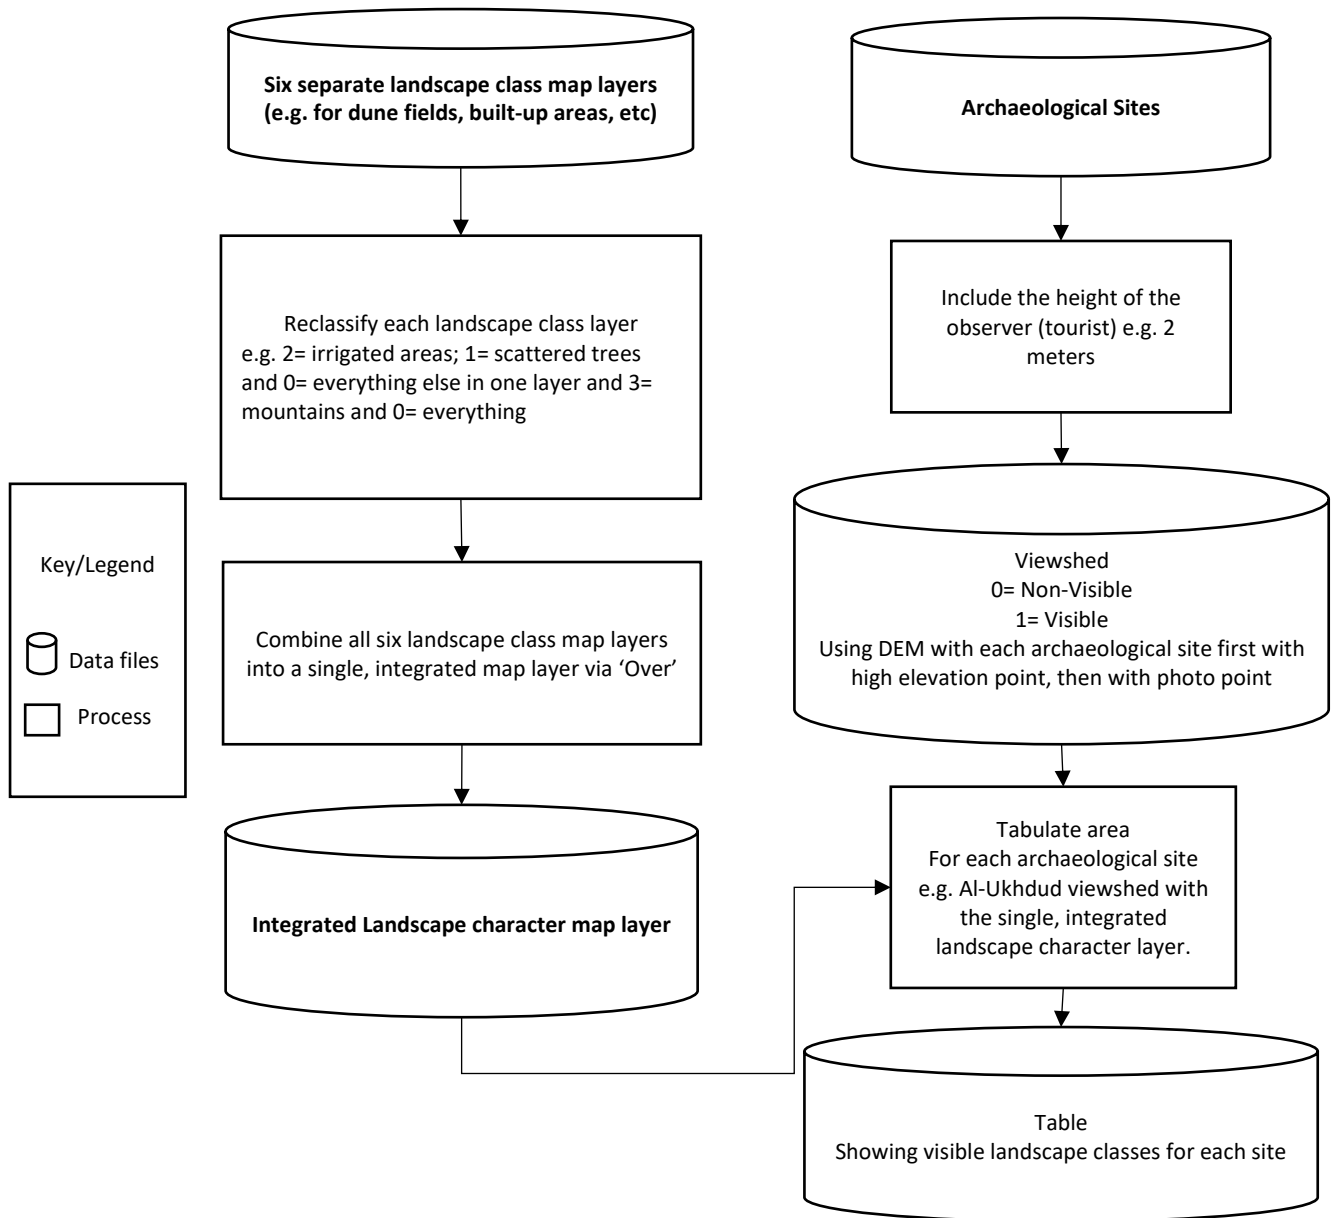 Six separate landscape class map layers
(e.g. for dune fields, built-up areas, etc)
Archaeological Sites
Reclassify each landscape class layer
e.g. 2= irrigated areas; 1= scattered trees
and 0= everything else in one layer and 3=
mountains and 0= everything
Include the height of the
observer (tourist) e.g. 2
meters
Key/Legend
Data files
Process
Combine all six landscape class map layers
into a single, integrated map layer via ‘Over’
Viewshed
0= Non-Visible
1= Visible
Using DEM with each archaeological site first with
high elevation point, then with photo point
Integrated Landscape character map layer
Tabulate area
For each archaeological site
e.g. Al-Ukhdud viewshed with
the single, integrated
landscape character layer.
Table
Showing visible landscape classes for each site